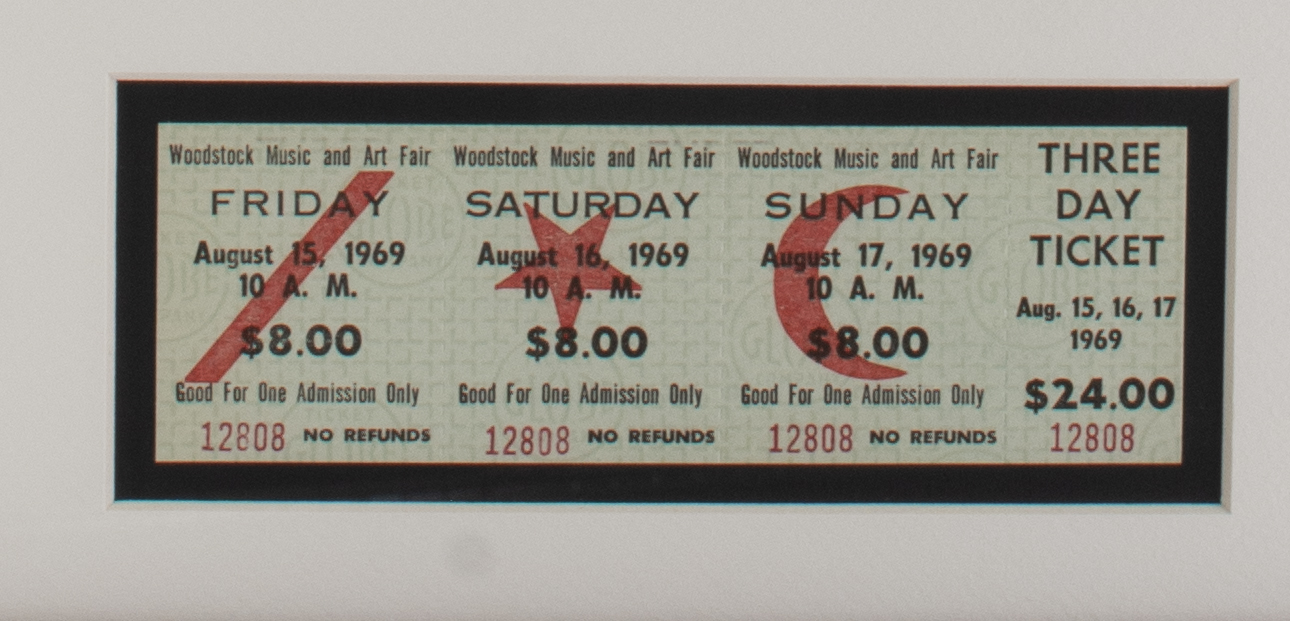 Woodstock Music and Art Fair
FRIDAY
August 15, 1969
10 A. M.
$8.00
Good For One Admission Only
12808 NO REFUNDS
Woodstock Music and Art Fair
SATURDAY
August 16, 1969
10 A. M.
$8.00
Good For One Admission Only
12808 NO REFUNDS
Woodstock Music and Art Fair
SUNDAY
August 17, 1969
10 A. M.
$8.00
Good For One Admission Only
12808 NO REFUNDS
THREE
DAY
TICKET
Aug. 15, 16, 17
1969
$24.00
12808